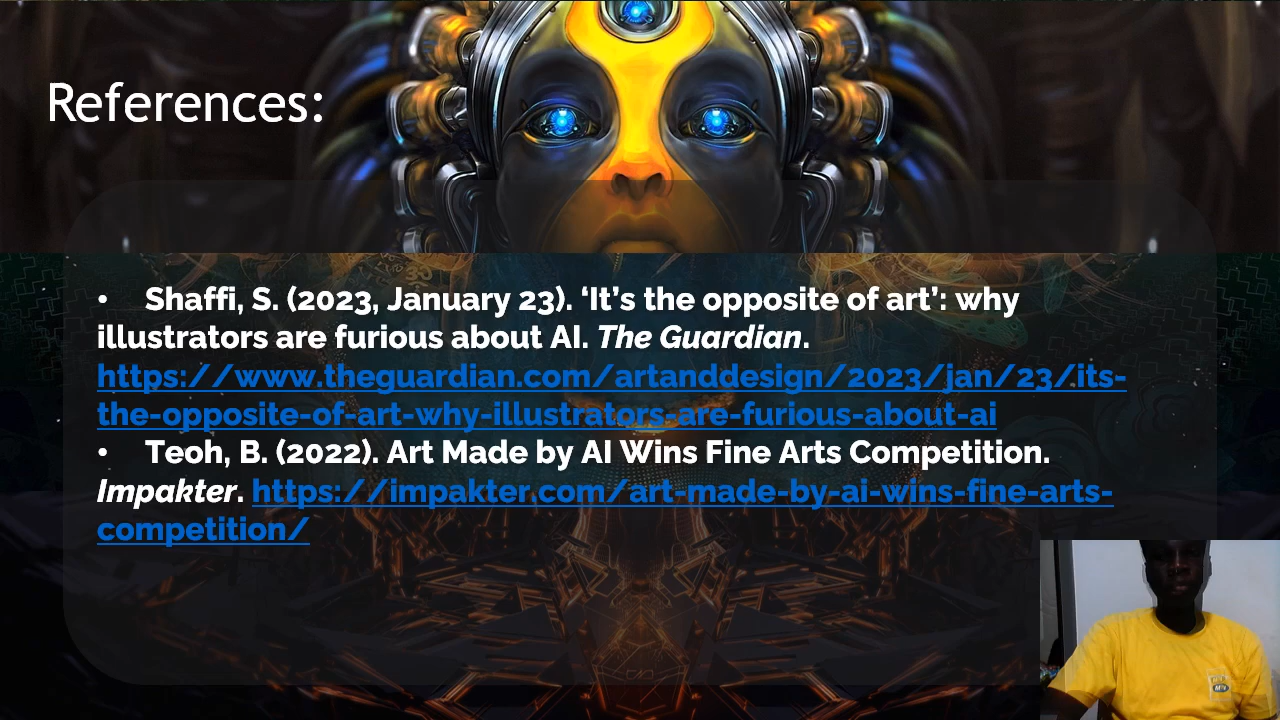 References:
• Shaffi, S. (2023, January 23). ‘It’s the opposite of art’: why
illustrators are furious about AI. The Guardian.
https://www.theguardian.com/artanddesign/2023/jan/23/its-
the-opposite-of-art-why-illustrators-are-furious-about-ai
• Teoh, B. (2022). Art Made by AI Wins Fine Arts Competition.
Impakter. https://impakter.com/art-made-by-ai-wins-fine-arts-
competition/
MTN